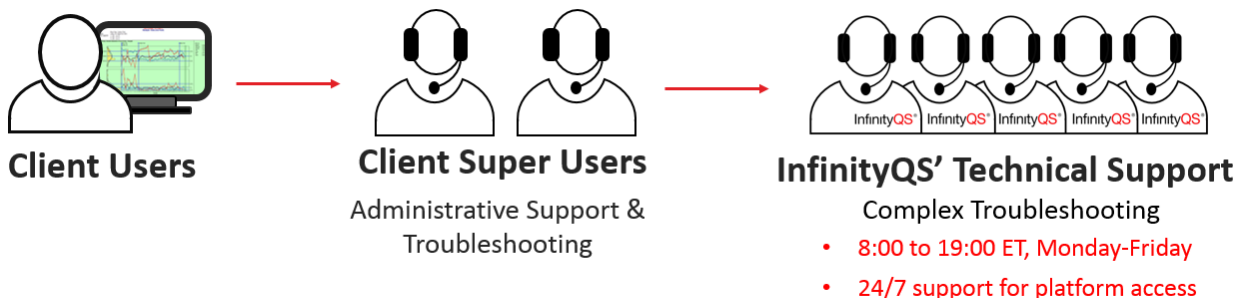 InfinityQS®
InfinityQS®
InfinityQS®
InfinityQS®
InfinityQS®
Client Users
Client Super Users
Administrative Support &
Troubleshooting
InfinityQS’ Technical Support
Complex Troubleshooting
• 8:00 to 19:00 ET, Monday-Friday
• 24/7 support for platform access